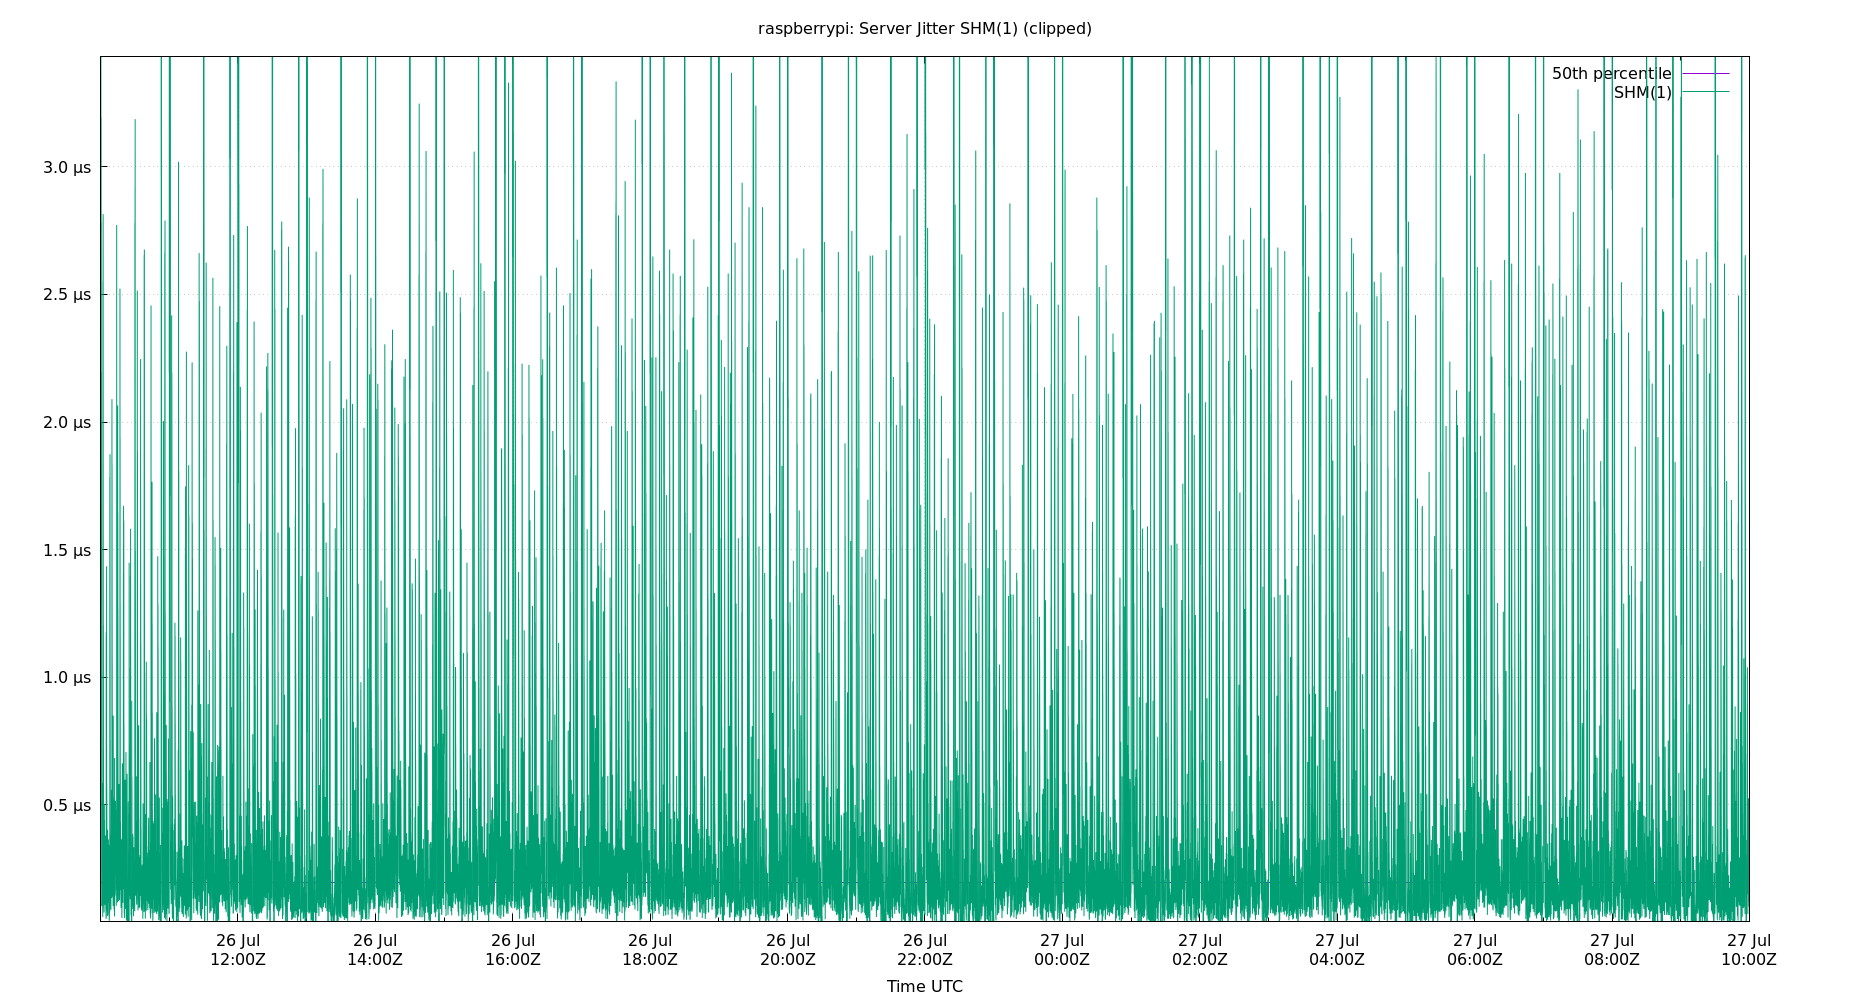 raspberrypi: Server Jitter SHM(1) (clipped)
50th percentile
SHM(1)
3.0 µs
2.5 µs
2.0 µs
1.5 µs
1.0 µs
0.5 µs
26 Jul 26 Jul 26 Jul 26 Jul 26 Jul 26 Jul 27 Jul 27 Jul 27 Jul 27 Jul 27 Jul 27 Jul
12:00Z 14:00Z 16:00Z 18:00Z 20:00Z 22:00Z 00:00Z 02:00Z 04:00Z 06:00Z 08:00Z 10:00Z
Time UTC